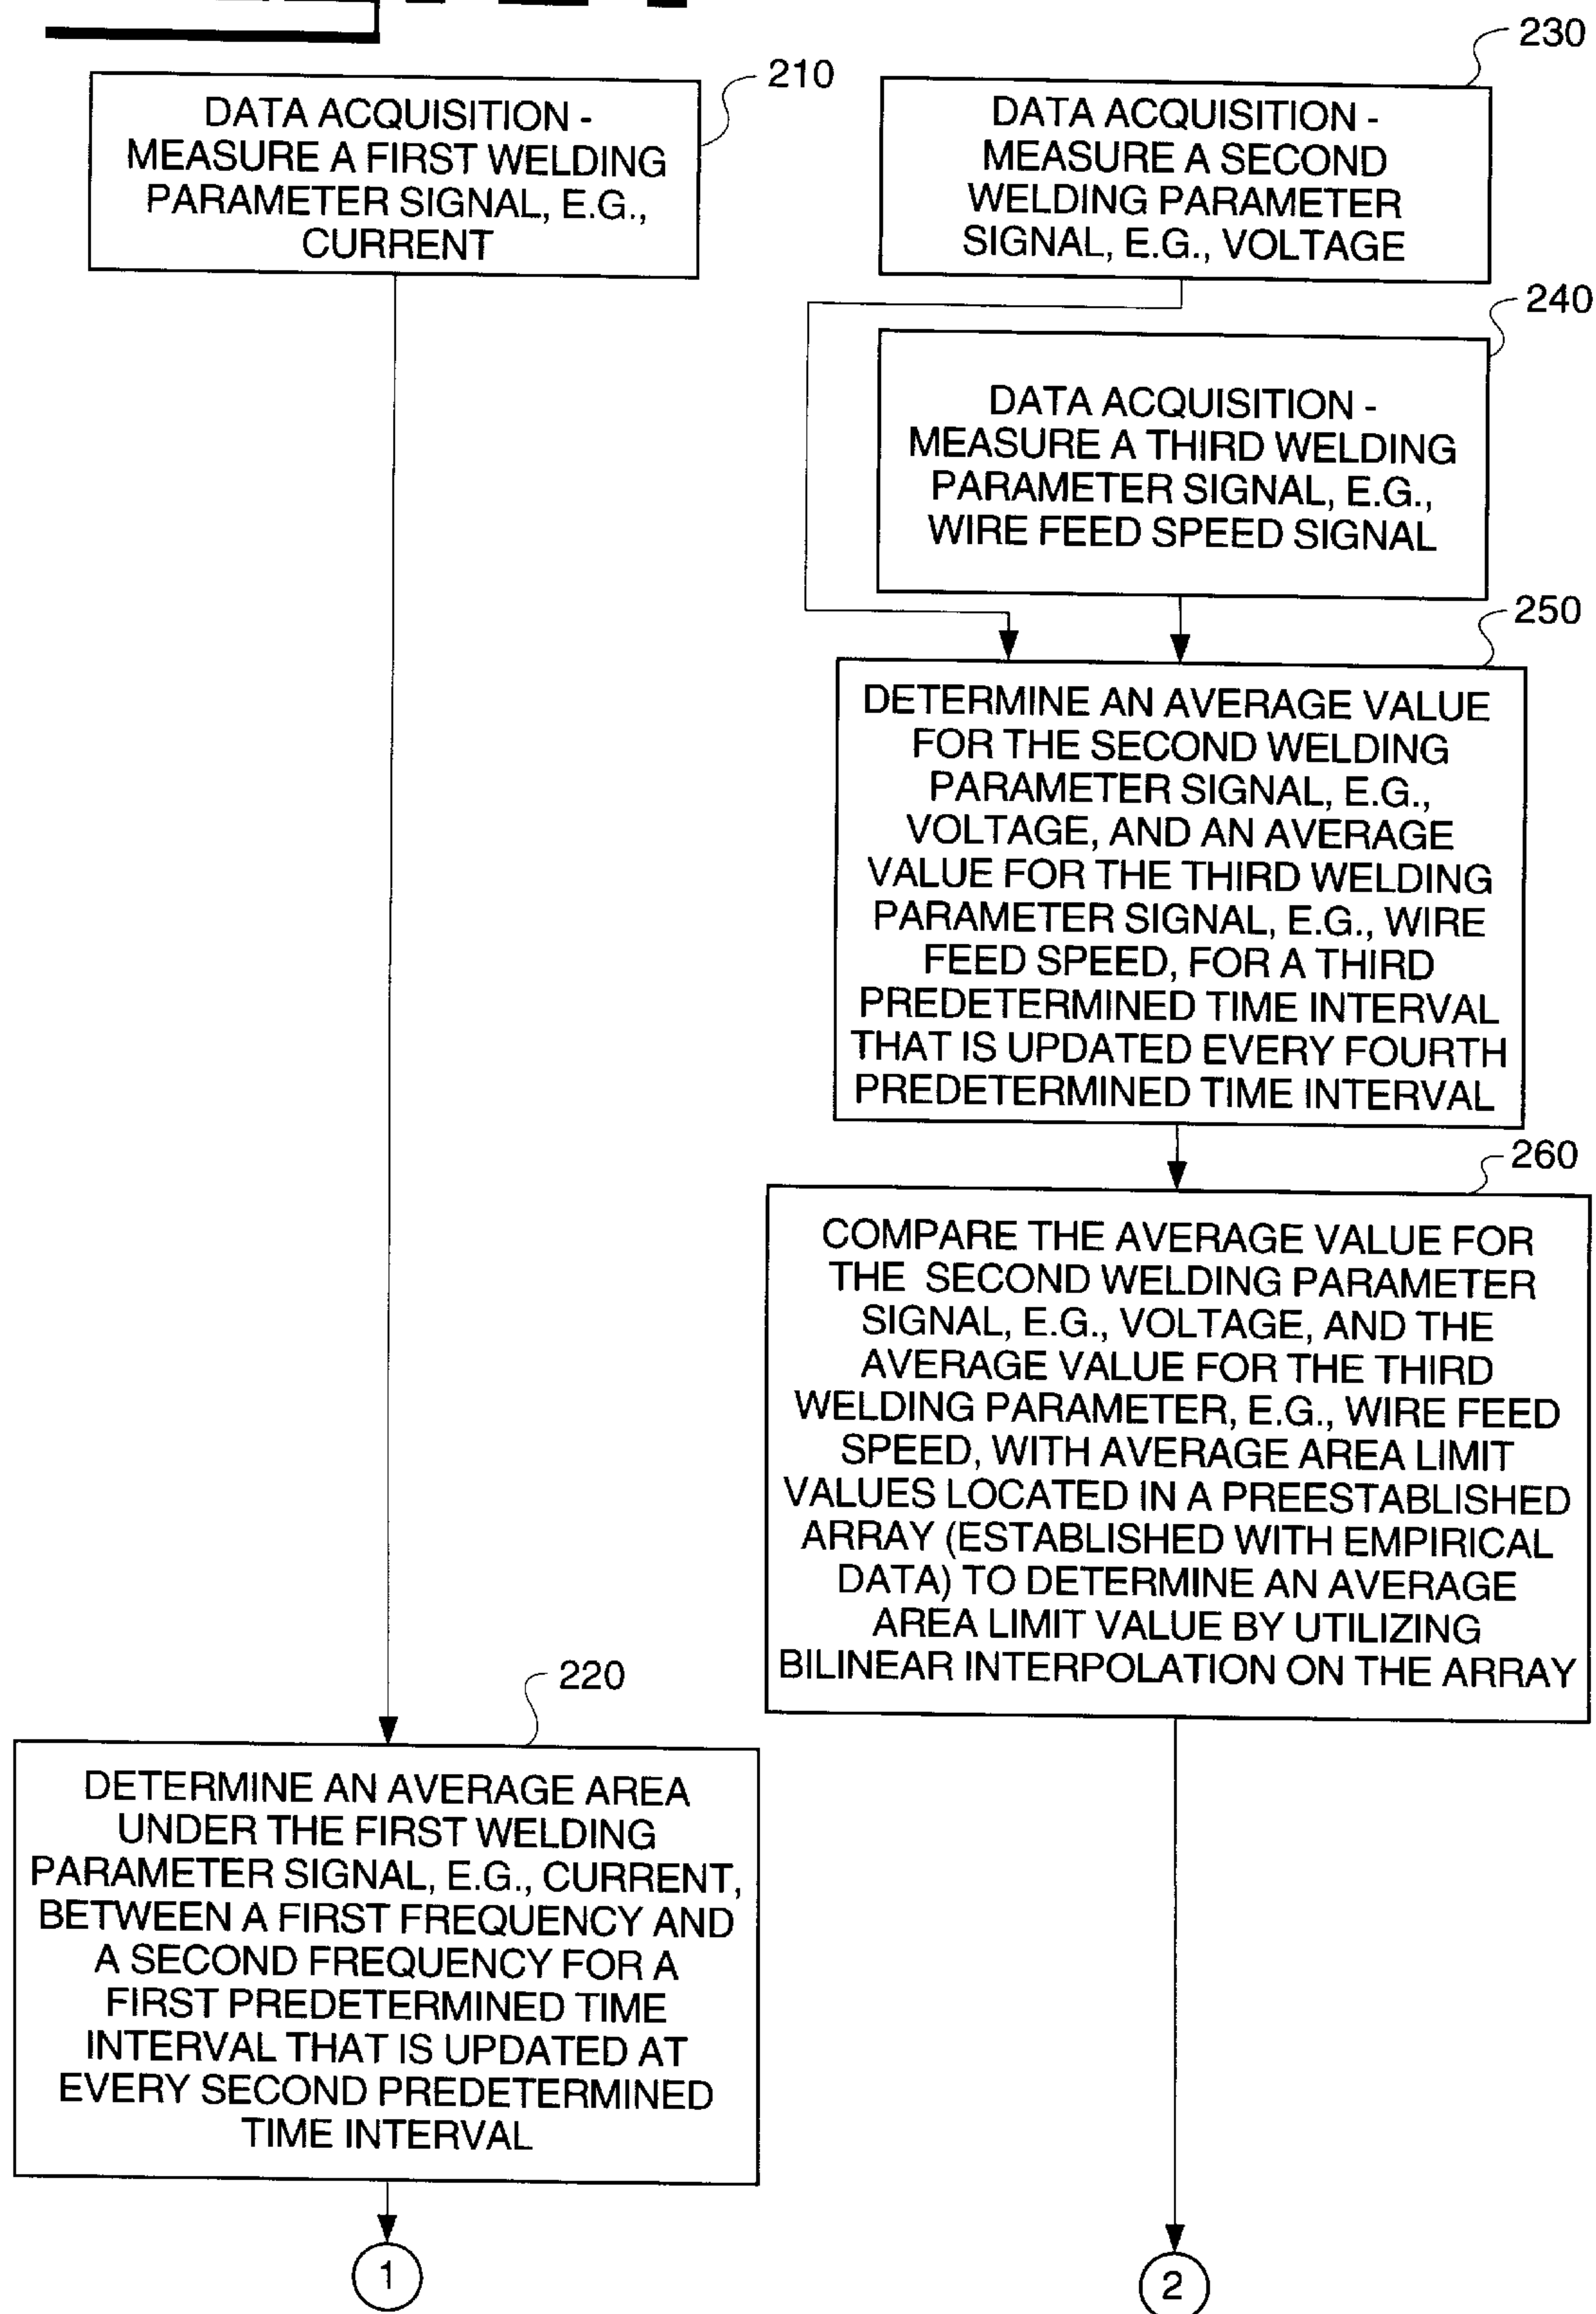 210
DATA ACQUISITION -
MEASURE A FIRST WELDING
PARAMETER SIGNAL, E.G.,
CURRENT
230
DATA ACQUISITION -
MEASURE A SECOND
WELDING PARAMETER
SIGNAL, E.G., VOLTAGE
240
DATA ACQUISITION -
MEASURE A THIRD WELDING
PARAMETER SIGNAL, E.G.,
WIRE FEED SPEED SIGNAL
250
DETERMINE AN AVERAGE VALUE
FOR THE SECOND WELDING
PARAMETER SIGNAL, E.G.,
VOLTAGE, AND AN AVERAGE
VALUE FOR THE THIRD WELDING
PARAMETER SIGNAL, E.G., WIRE
FEED SPEED, FOR A THIRD
PREDETERMINED TIME INTERVAL
THAT IS UPDATED EVERY FOURTH
PREDETERMINED TIME INTERVAL
260
COMPARE THE AVERAGE VALUE FOR
THE SECOND WELDING PARAMETER
SIGNAL, E.G., VOLTAGE, AND THE
AVERAGE VALUE FOR THE THIRD
WELDING PARAMETER, E.G., WIRE FEED
SPEED, WITH AVERAGE AREA LIMIT
VALUES LOCATED IN A PREESTABLISHED
ARRAY (ESTABLISHED WITH EMPIRICAL
DATA) TO DETERMINE AN AVERAGE
AREA LIMIT VALUE BY UTILIZING
BILINEAR INTERPOLATION ON THE ARRAY
220
DETERMINE AN AVERAGE AREA
UNDER THE FIRST WELDING
PARAMETER SIGNAL, E.G., CURRENT,
BETWEEN A FIRST FREQUENCY AND
A SECOND FREQUENCY FOR A
FIRST PREDETERMINED TIME
INTERVAL THAT IS UPDATED AT
EVERY SECOND PREDETERMINED
TIME INTERVAL
1
2